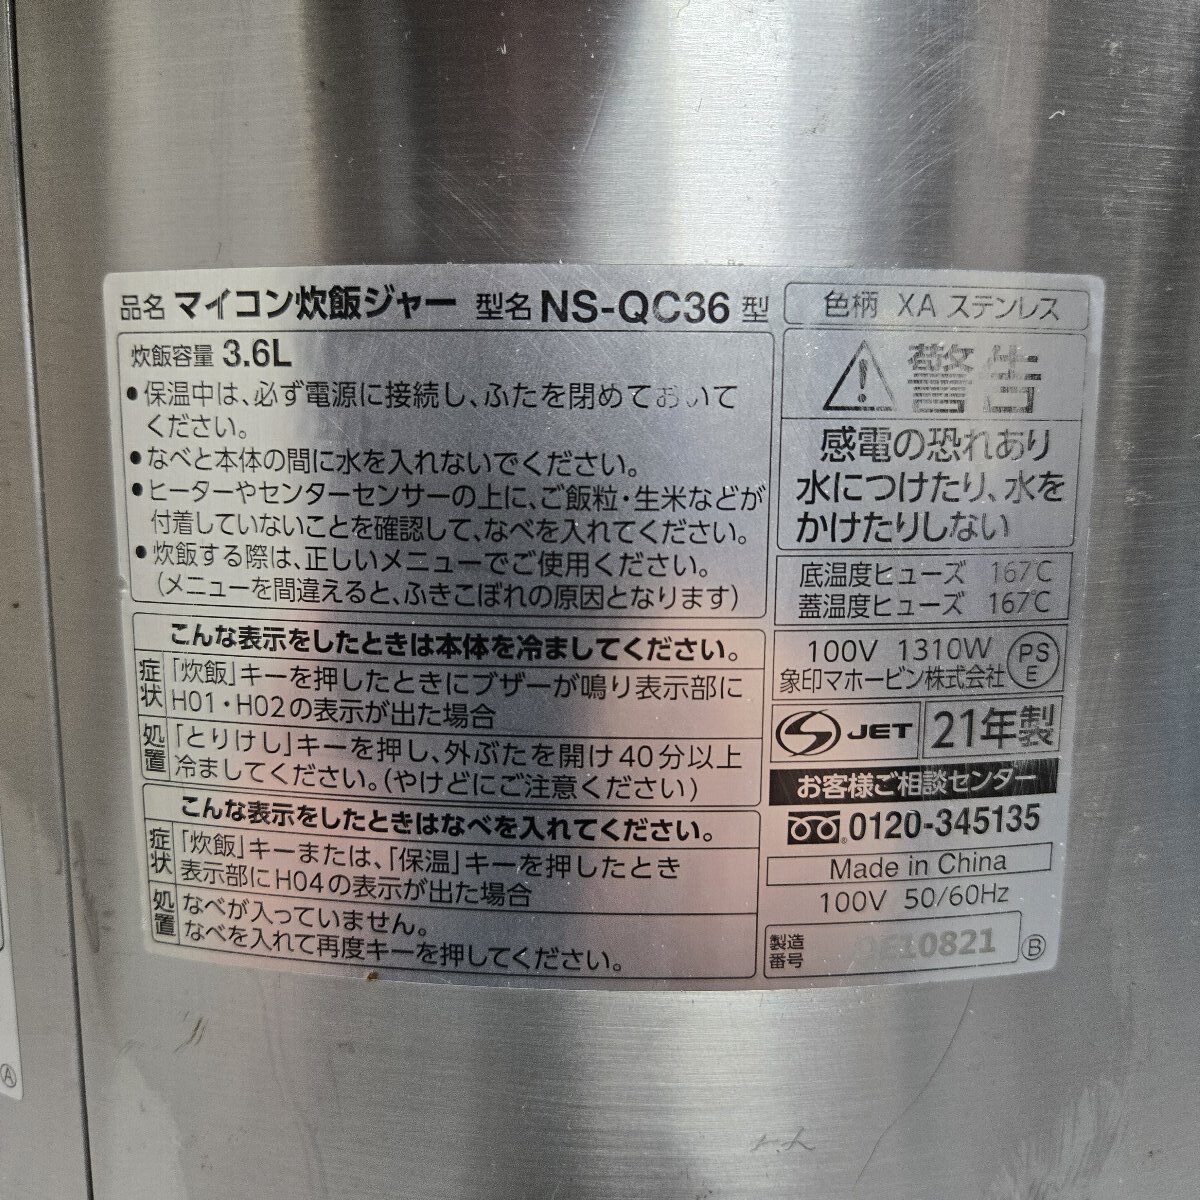 品名 マイコン炊飯ジャー 型名 NS-QC36 型
炊飯容量 3.6L
•保温中は、必ず電源に接続し、ふたを閉めておいて
ください。
•なべと本体の間に水を入れないでください。
•ヒーターやセンターセンサーの上に、ご飯粒・生米などが
付着していないことを確認して、なべを入れてください。
•炊飯する際は、正しいメニューでご使用ください。
(メニューを間違えると、ふきこぼれの原因となります)
こんな表示をしたときは本体を冷ましてください。
症状
「炊飯」キーを押したときにブザーが鳴り表示部に
H01・H02の表示が出た場合
処置
「とりけし」キーを押し、外ぶたを開け40分以上
冷ましてください。(やけどにご注意ください)
こんな表示をしたときはなべを入れてください。
症状
「炊飯」キーまたは、「保温」キーを押したとき
表示部にH04の表示が出た場合
処置
なべが入っていません。
なべを入れて再度キーを押してください。
色柄 XA ステンレス
警告
感電の恐れあり
水につけたり、水を
かけたりしない
底温度ヒューズ 167℃
蓋温度ヒューズ 167℃
100V 1310W
象印マホービン株式会社
PS
E
JET
21年製
お客様ご相談センター
0120-345135
Made in China
100V 50/60Hz
製造
番号
10821
B
A